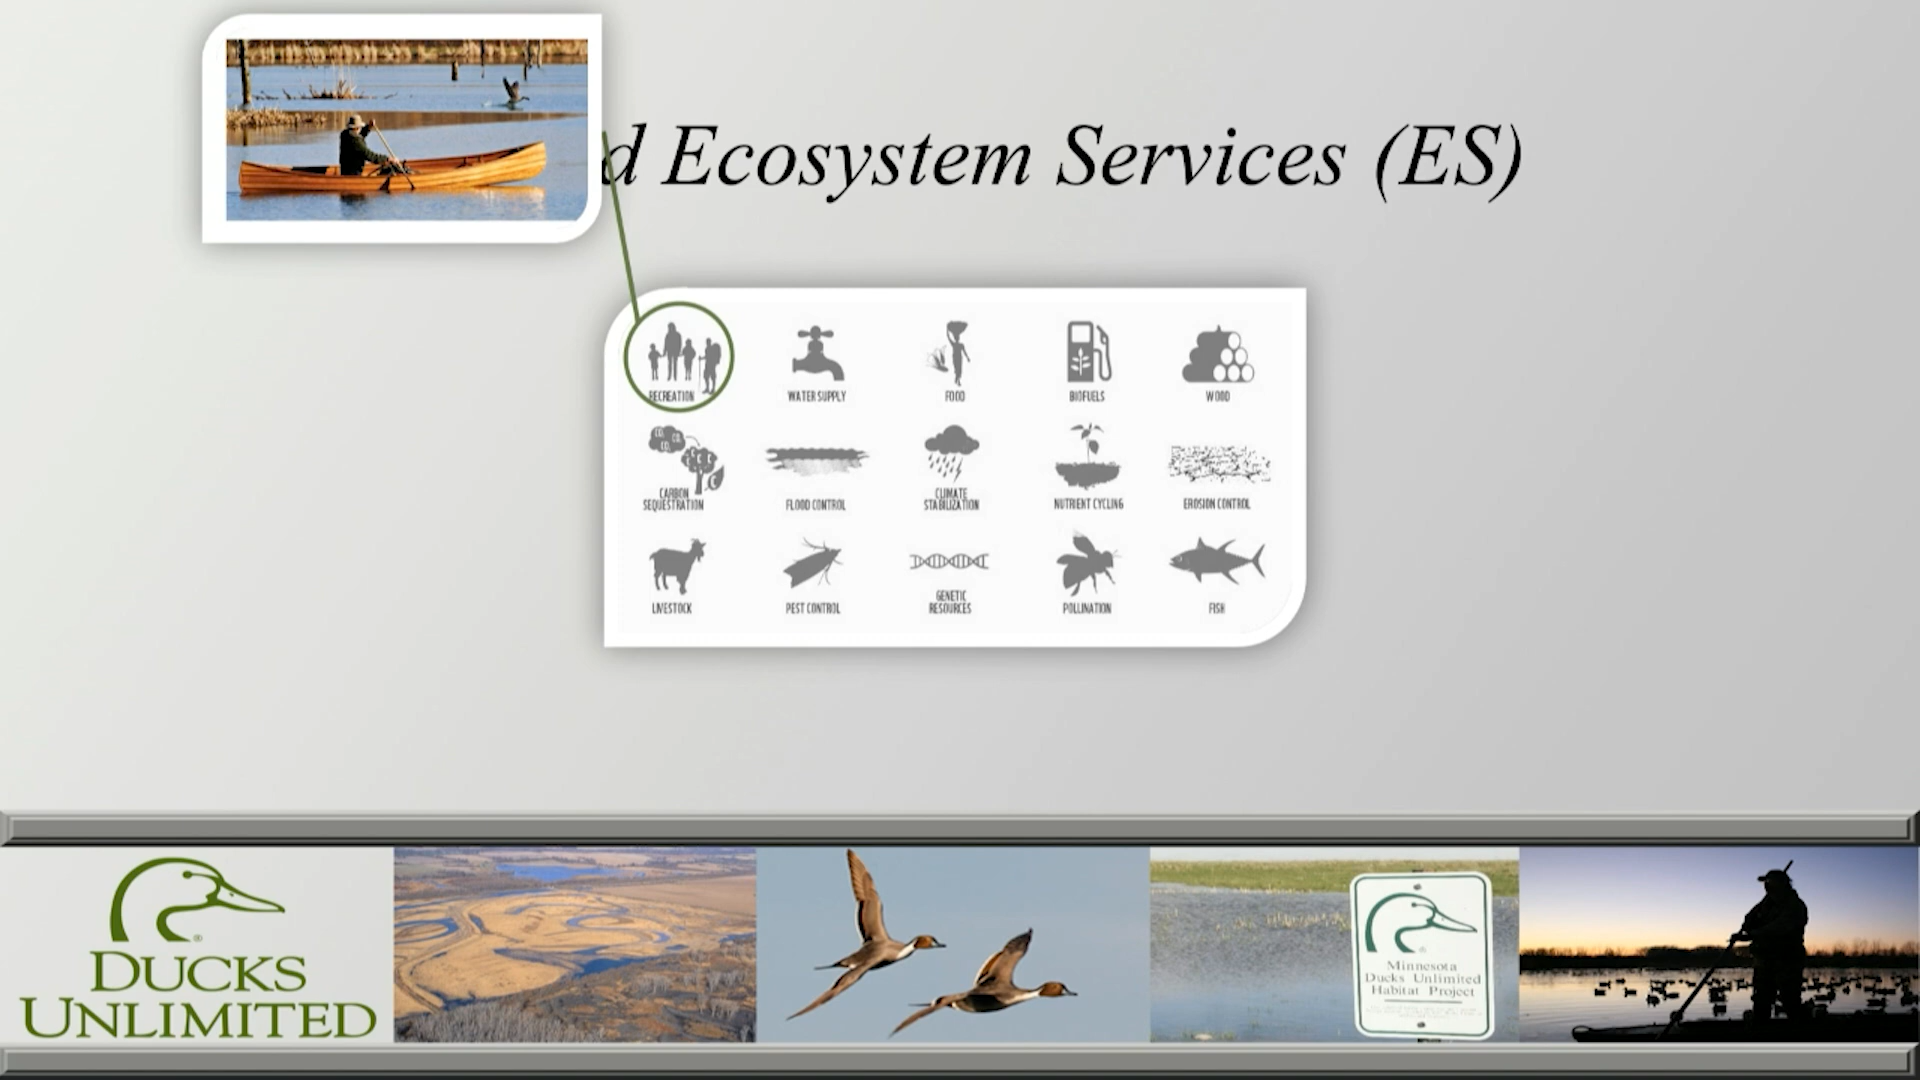 d Ecosystem Services (ES)
RECREATION
WATER SUPPLY
FOOD
BIOFUELS
WOOD
CARBON
SEQUESTRATION
FLOOD CONTROL
CLIMATE
STABILIZATION
NUTRIENT CYCLING
EROSION CONTROL
LIVESTOCK
PEST CONTROL
GENETIC
RESOURCES
POLLINATION
FISH
DUCKS
UNLIMITED
Minnesota
Ducks Unlimited
Habitat Project